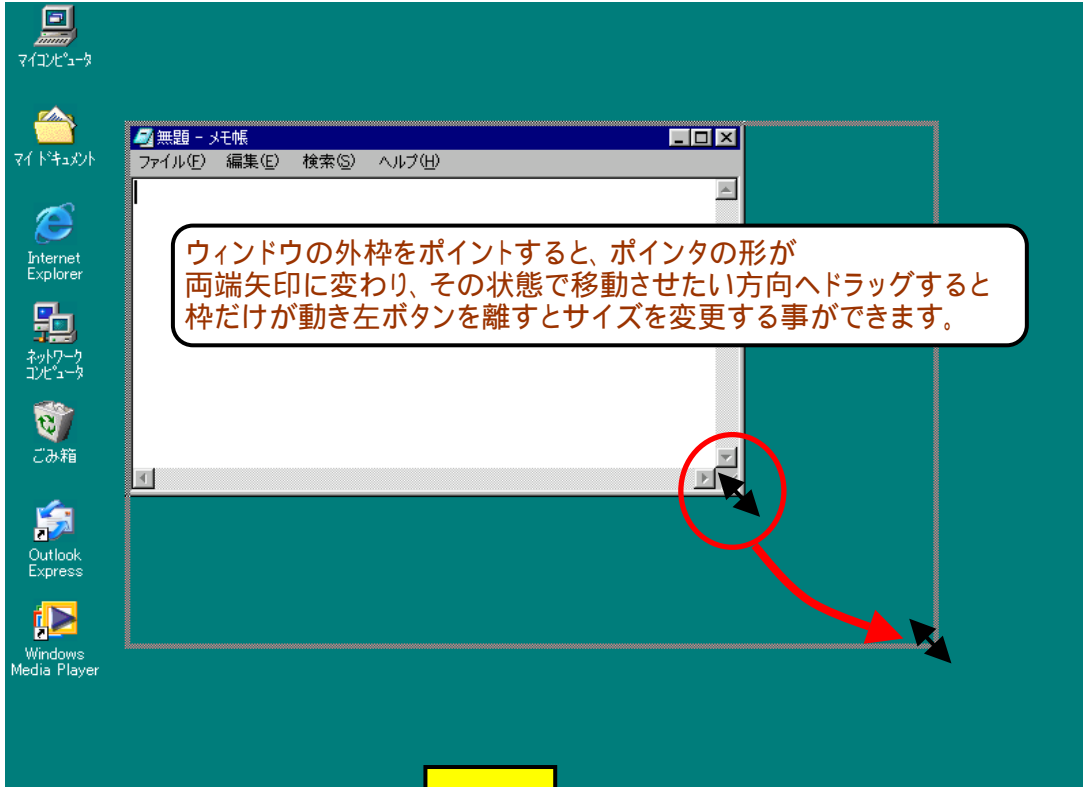 マイコンピュータ
マイ ドキュメント
Internet
Explorer
ネットワーク
コンピュータ
ごみ箱
Outlook
Express
Windows
Media Player
無題 - メモ帳
ファイル(F) 編集(E) 検索(S) ヘルプ(H)
ウィンドウの外枠をポイントすると、ポインタの形が
両端矢印に変わり、その状態で移動させたい方向へドラッグすると
枠だけが動き左ボタンを離すとサイズを変更する事ができます。